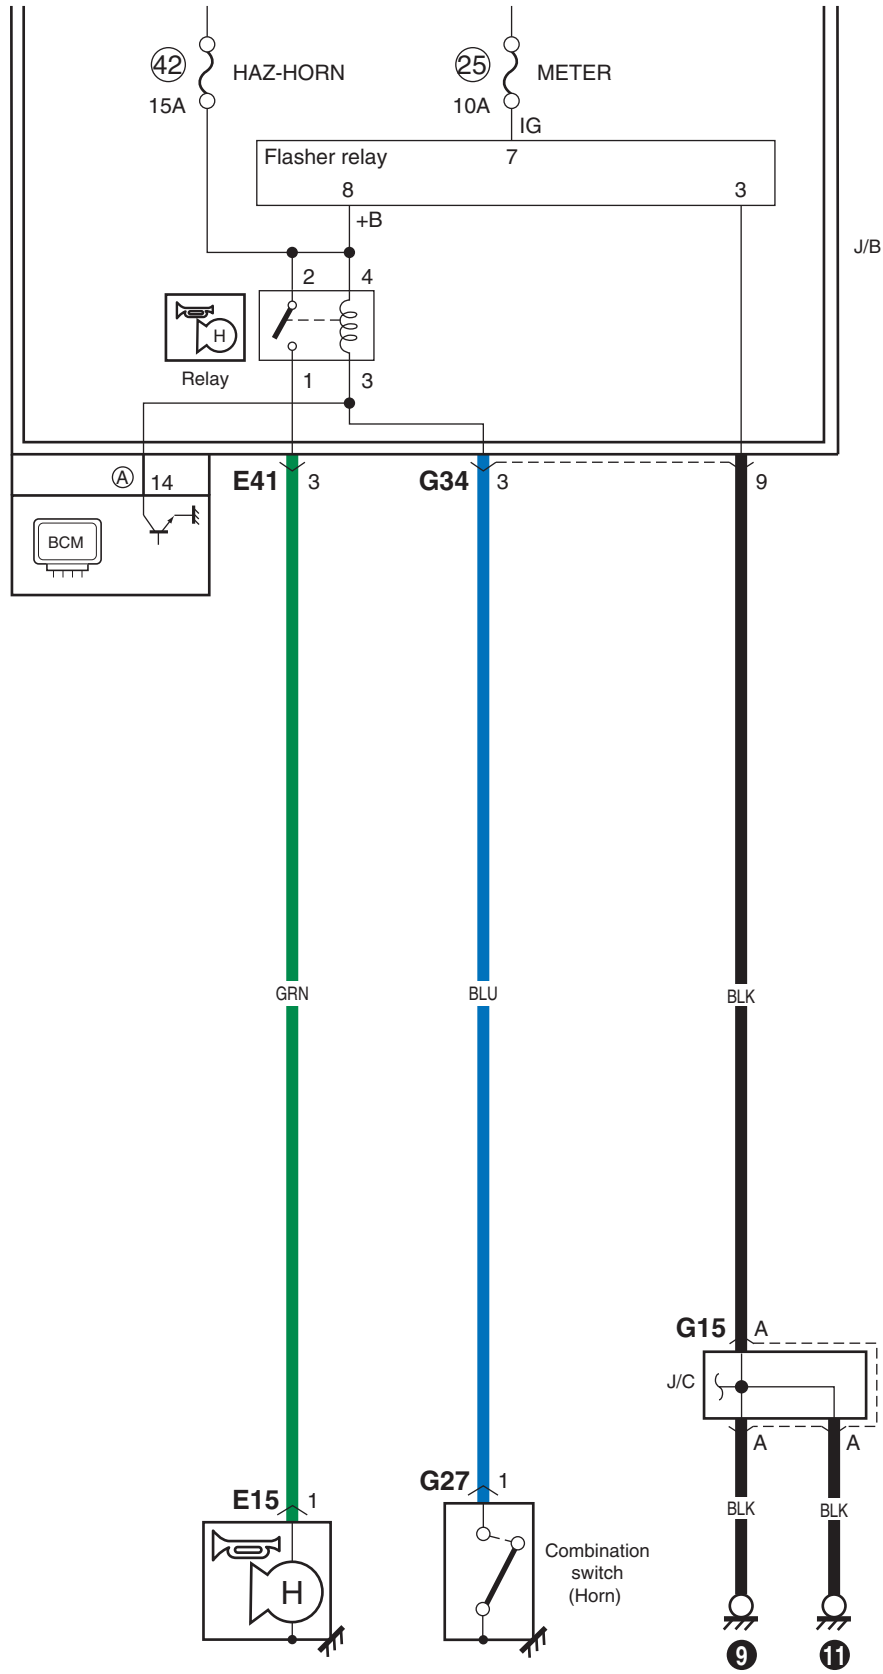 42 HAZ-HORN
15A
25 METER
10A
IG
Flasher relay 7
8 3
+B
J/B
2 4
H
Relay
1 3
A 14
E41 3
G34 3
9
BCM
GRN
BLU
BLK
G15 A
J/C
A A
G27 1
E15 1
BLK
BLK
H
Combination
switch
(Horn)
9 11